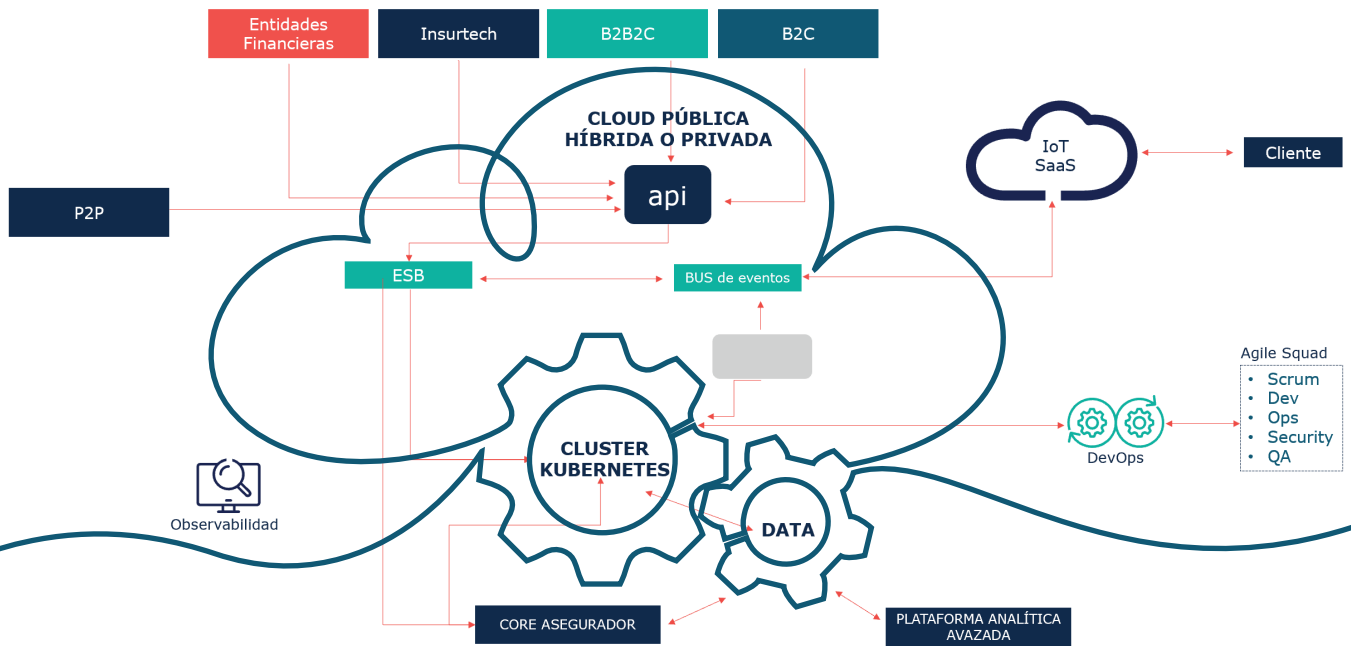 Entidades
Financieras
Insurtech
B2B2C
B2C
CLOUD PÚBLICA
HÍBRIDA O PRIVADA
IoT
SaaS
Cliente
api
P2P
ESB
BUS de eventos
Agile Squad
• Scrum
• Dev
• Ops
• Security
• QA
DevOps
CLUSTER
KUBERNETES
Observabilidad
DATA
CORE ASEGURADOR
PLATAFORMA ANALÍTICA
AVAZADA